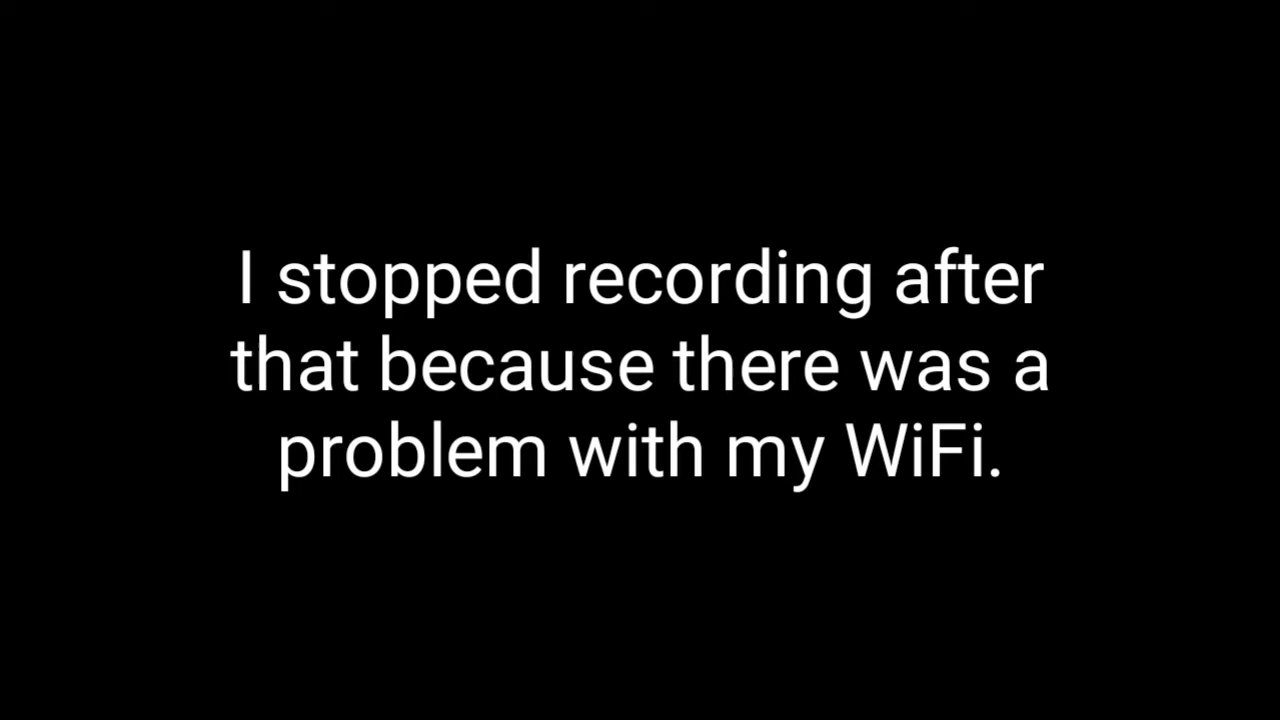 I stopped recording after
that because there was a
problem with my WiFi.